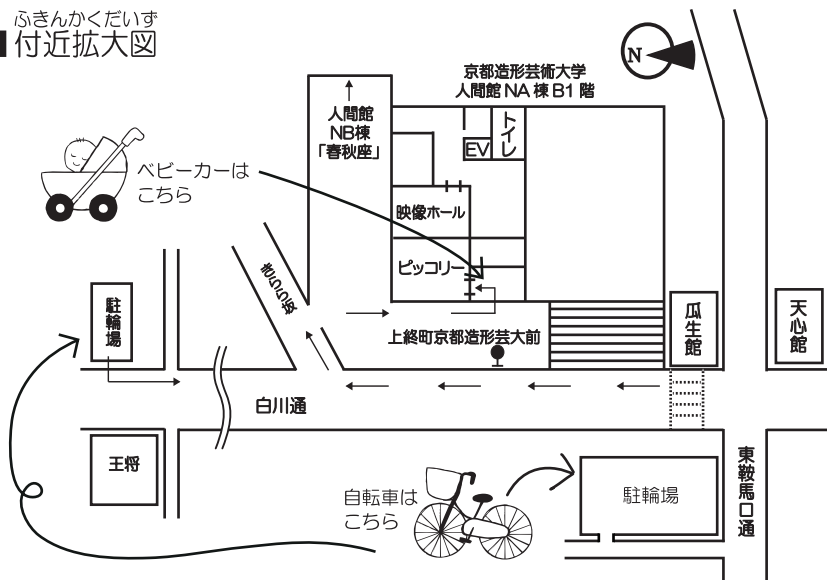 ふきんかくだいず
付近拡大図
N
京都造形芸術大学
人間館 NA 棟 B1 階
人間館
NB棟
「春秋座」
トイレ
EV
ベビーカーは
こちら
映像ホール
ピッコリー
きらら坂
駐輪場
上終町京都造形芸大前
瓜生館
天心館
白川通
王将
東鞍馬口通
自転車は
こちら
駐輪場